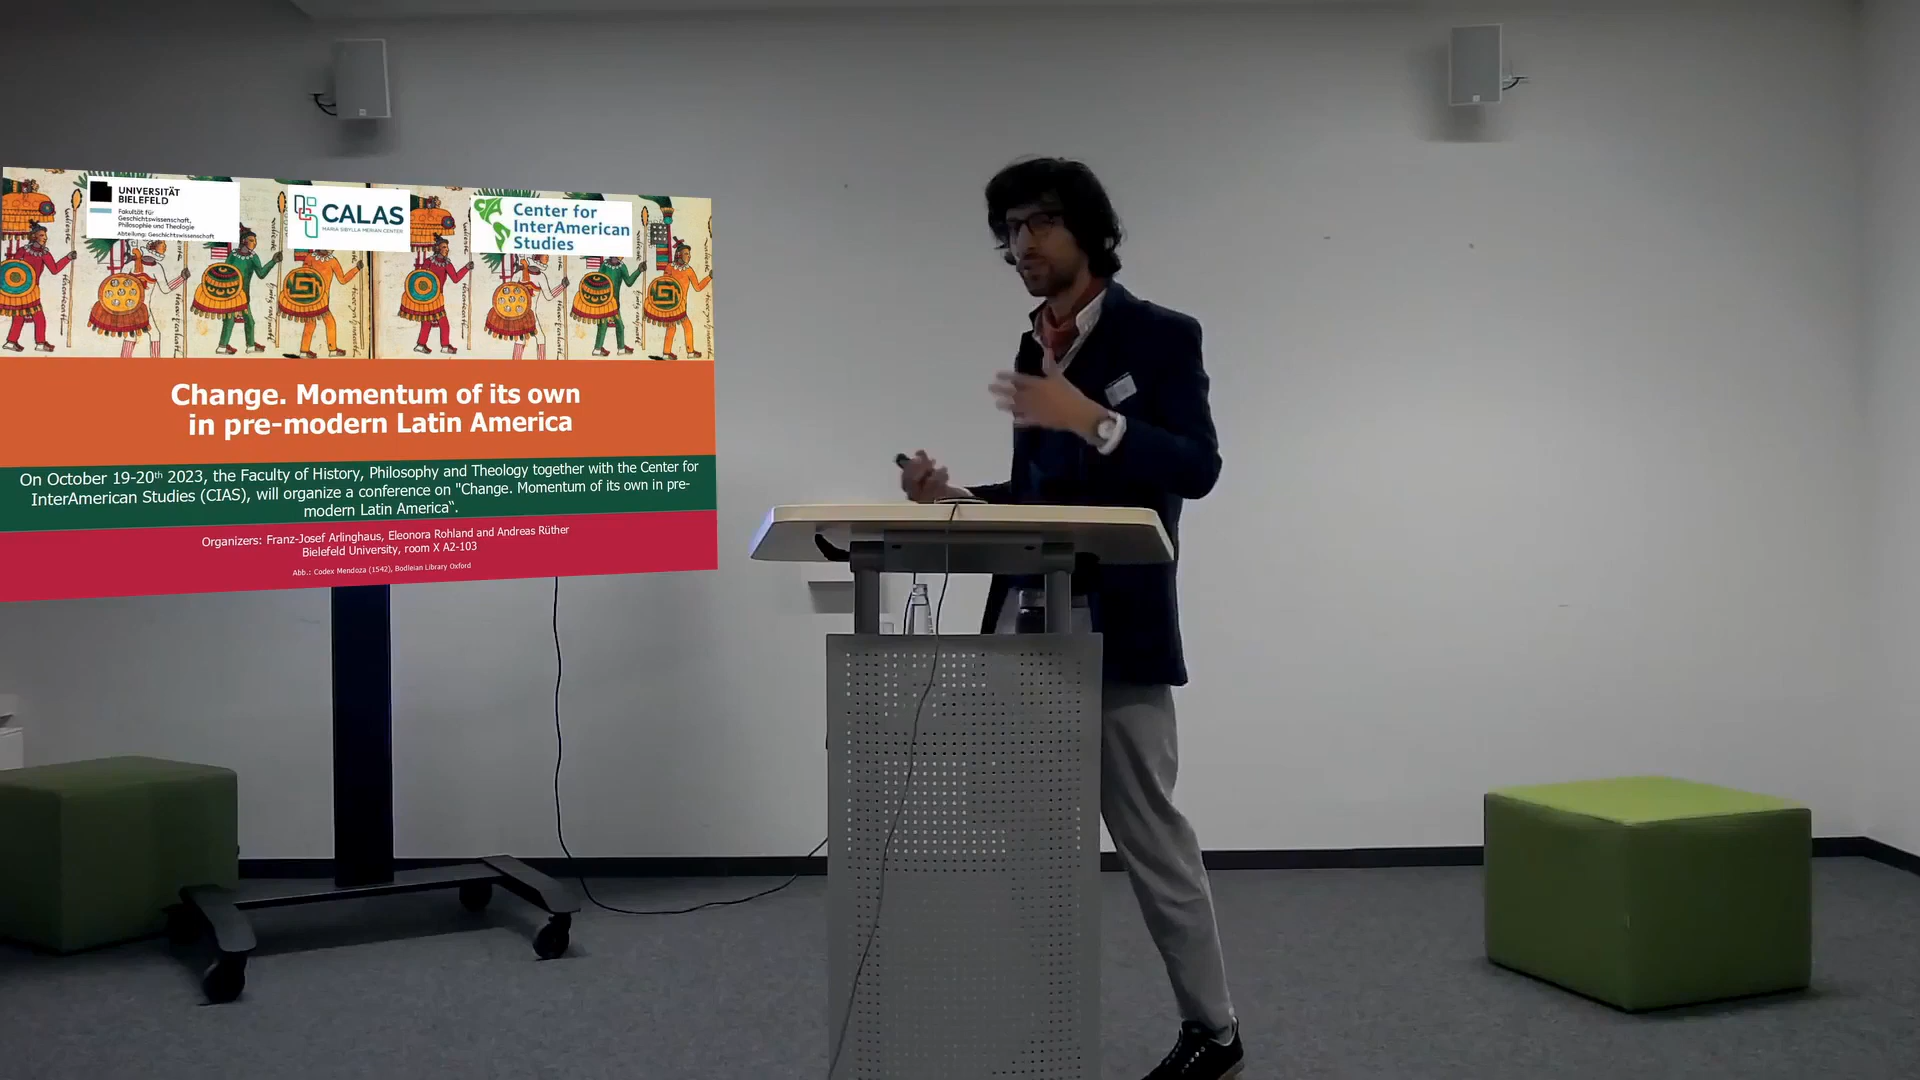 UNIVERSITÄT
BIELEFELD
Fakultät für
Geschichtswissenschaft,
Philosophie und Theologie
Abteilung: Geschichtswissenschaft
CALAS
MARIA SIBYLLA MERIAN CENTER
CIAS
Center for
InterAmerican
Studies
Change. Momentum of its own
in pre-modern Latin America
On October 19-20th 2023, the Faculty of History, Philosophy and Theology together with the Center for
InterAmerican Studies (CIAS), will organize a conference on "Change. Momentum of its own in pre-
modern Latin America“.
Organizers: Franz-Josef Arlinghaus, Eleonora Rohland and Andreas Rüther
Bielefeld University, room X A2-103
Abb.: Codex Mendoza (1542), Bodleian Library Oxford